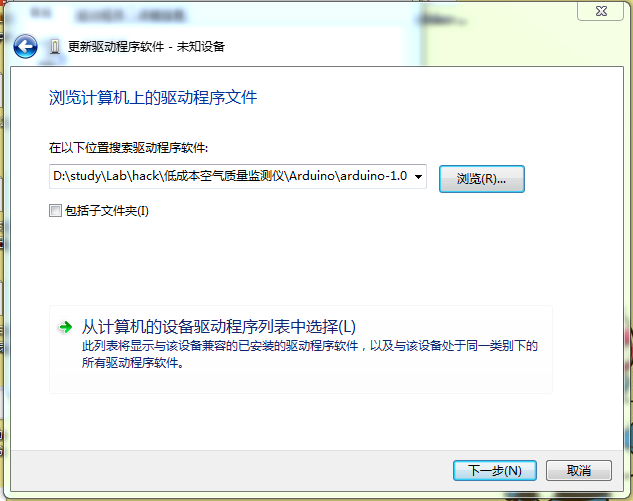 更新驱动程序软件 - 未知设备
浏览计算机上的驱动程序文件
在以下位置搜索驱动程序软件:
D:\study\Lab\hack\低成本空气质量监测仪\Arduino\arduino-1.0
浏览(R)...
包括子文件夹(I)
从计算机的设备驱动程序列表中选择(L)
此列表将显示与该设备兼容的已安装的驱动程序软件，以及与该设备处于同一类别下的
所有驱动程序软件。
下一步(N)
取消